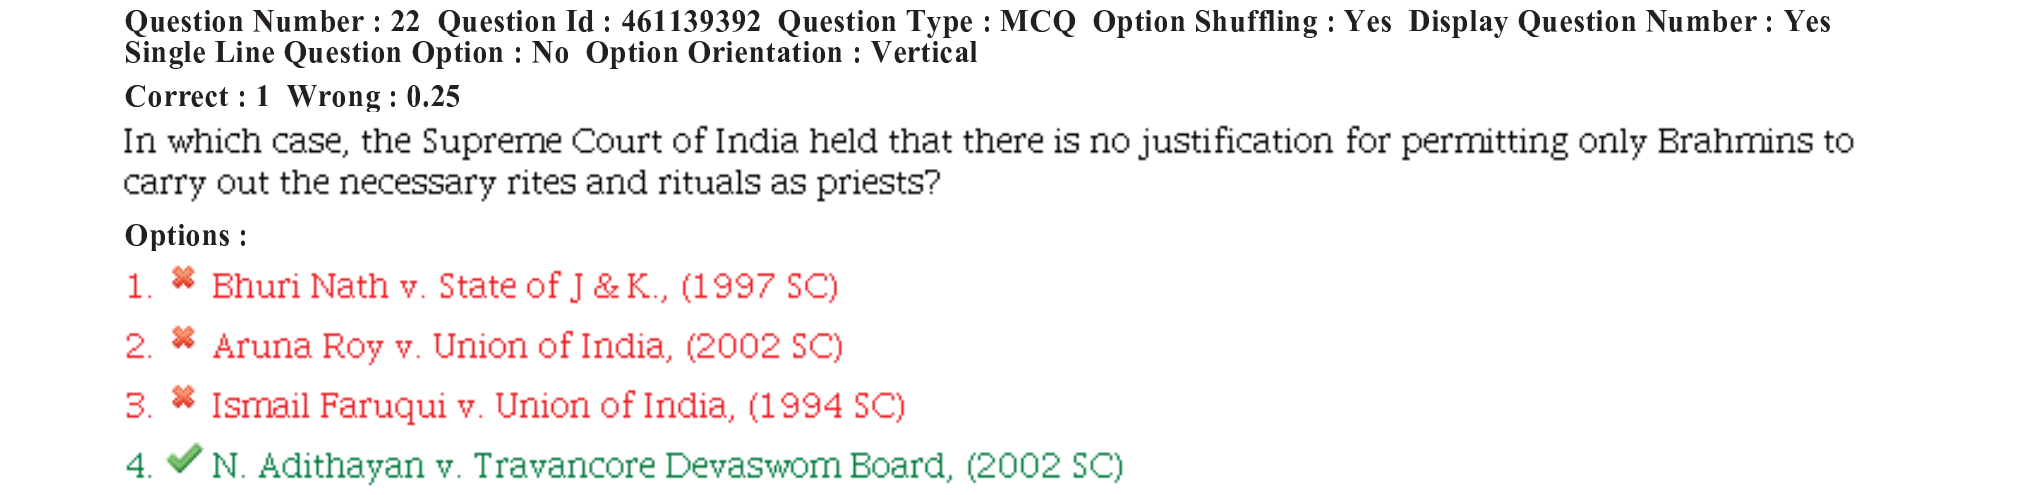 Question Number : 22 Question Id : 461139392 Question Type : MCQ Option Shuffling : Yes Display Question Number : Yes
Single Line Question Option : No Option Orientation : Vertical
Correct : 1 Wrong : 0.25
In which case, the Supreme Court of India held that there is no justification for permitting only Brahmins to
carry out the necessary rites and rituals as priests?
Options :
1. Bhuri Nath v. State of J & K., (1997 SC)
2. Aruna Roy v. Union of India, (2002 SC)
3. Ismail Faruqui v. Union of India, (1994 SC)
4. N. Adithayan v. Travancore Devaswom Board, (2002 SC)